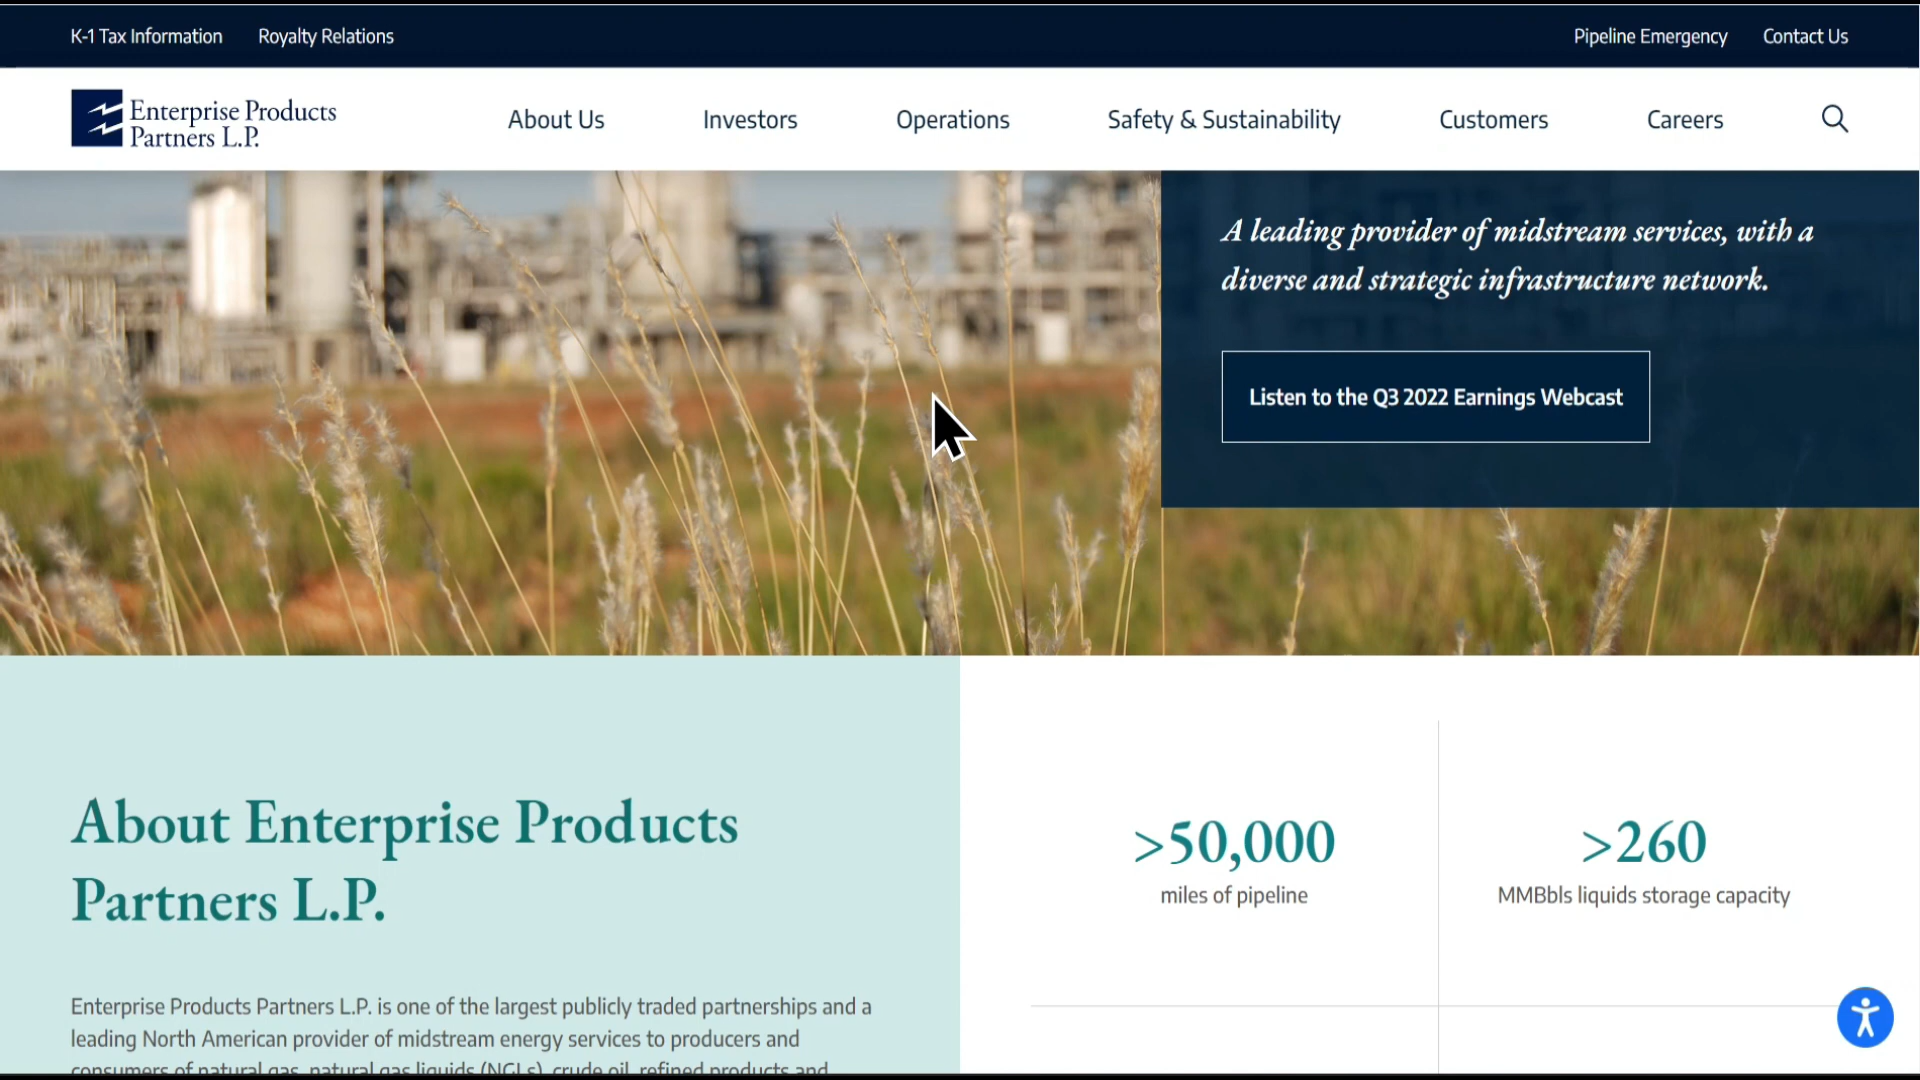 K-1 Tax Information
Royalty Relations
Pipeline Emergency
Contact Us
Enterprise Products
Partners L.P.
About Us
Investors
Operations
Safety & Sustainability
Customers
Careers
A leading provider of midstream services, with a
diverse and strategic infrastructure network.
Listen to the Q3 2022 Earnings Webcast
About Enterprise Products
Partners L.P.
Enterprise Products Partners L.P. is one of the largest publicly traded partnerships and a
leading North American provider of midstream energy services to producers and
consumers of natural gas, natural gas liquids (NGLs), crude oil, refined products and
>50,000
miles of pipeline
>260
MMBbls liquids storage capacity